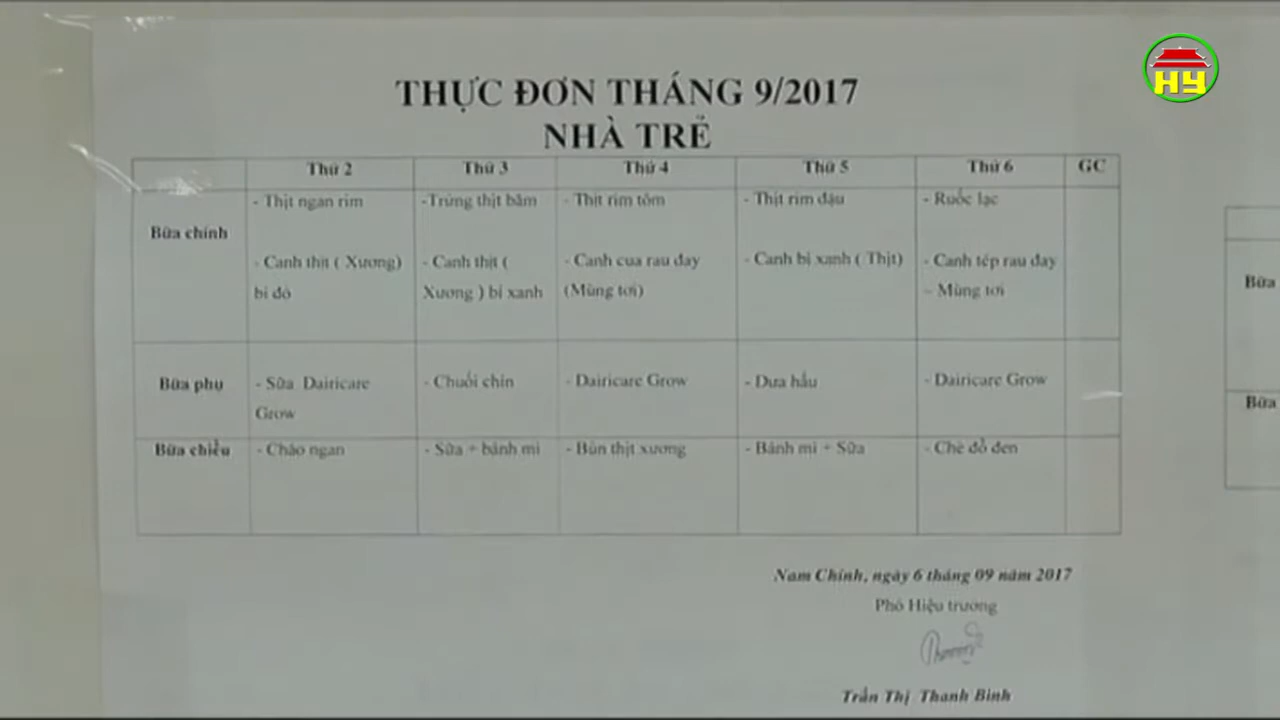 HY
THỰC ĐƠN THÁNG 9/2017
NHÀ TRẺ
Thứ 2 Thứ 3 Thứ 4 Thứ 5 Thứ 6 GC
Bữa chính
- Thịt ngan rim
- Canh thịt ( Xương)
bí đỏ
-Trứng thịt băm
- Canh thịt (
Xương ) bí xanh
- Thịt rim tôm
- Canh cua rau đay
(Mùng tơi)
- Thịt rim đậu
- Canh bí xanh ( Thịt)
- Ruốc lạc
- Canh tép rau đay
– Mùng tơi
Bữa phụ
- Sữa Dairicare
Grow
- Chuối chín
- Dairicare Grow
- Dưa hấu
- Dairicare Grow
Bữa chiều
- Cháo ngan
- Sữa + bánh mì
- Bún thịt xương
- Bánh mì + Sữa
- Chè đỗ đen
Nam Chính, ngày 6 tháng 09 năm 2017
Phó Hiệu trưởng
Trần Thị Thanh Bình
Bữa
Bữa